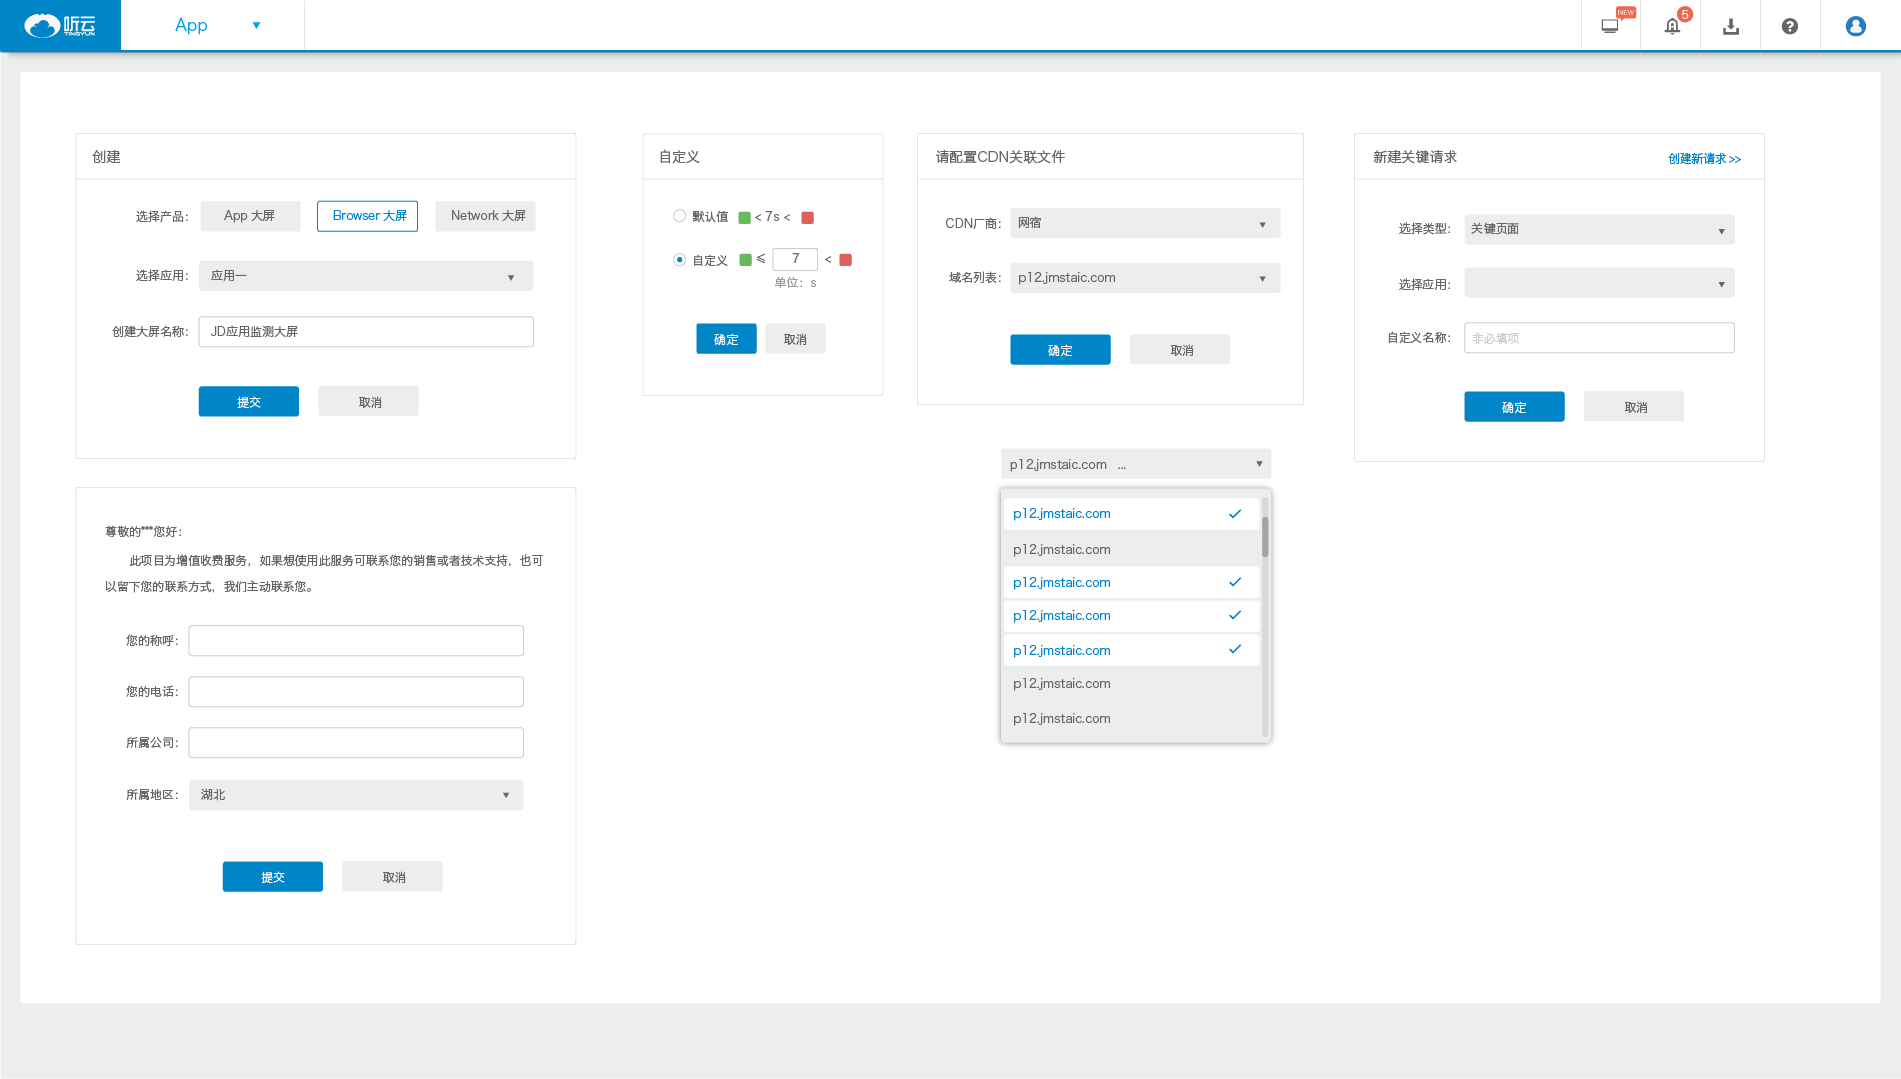 听云
TINGYUN
App
NEW
5
创建
选择产品：
App 大屏
Browser 大屏
Network 大屏
选择应用：
应用一
创建大屏名称：
JD应用监测大屏
提交
取消
自定义
默认值
< 7s <
自定义
≤
7
<
单位：s
确定
取消
请配置CDN关联文件
CDN厂商：
网宿
域名列表：
p12.jmstaic.com
确定
取消
p12.jmstaic.com ...
p12.jmstaic.com
p12.jmstaic.com
p12.jmstaic.com
p12.jmstaic.com
p12.jmstaic.com
p12.jmstaic.com
p12.jmstaic.com
新建关键请求
创建新请求 >>
选择类型：
关键页面
选择应用：
自定义名称：
非必填项
确定
取消
尊敬的***您好：
此项目为增值收费服务，如果想使用此服务可联系您的销售或者技术支持，也可
以留下您的联系方式，我们主动联系您。
您的称呼：
您的电话：
所属公司：
所属地区：
湖北
提交
取消